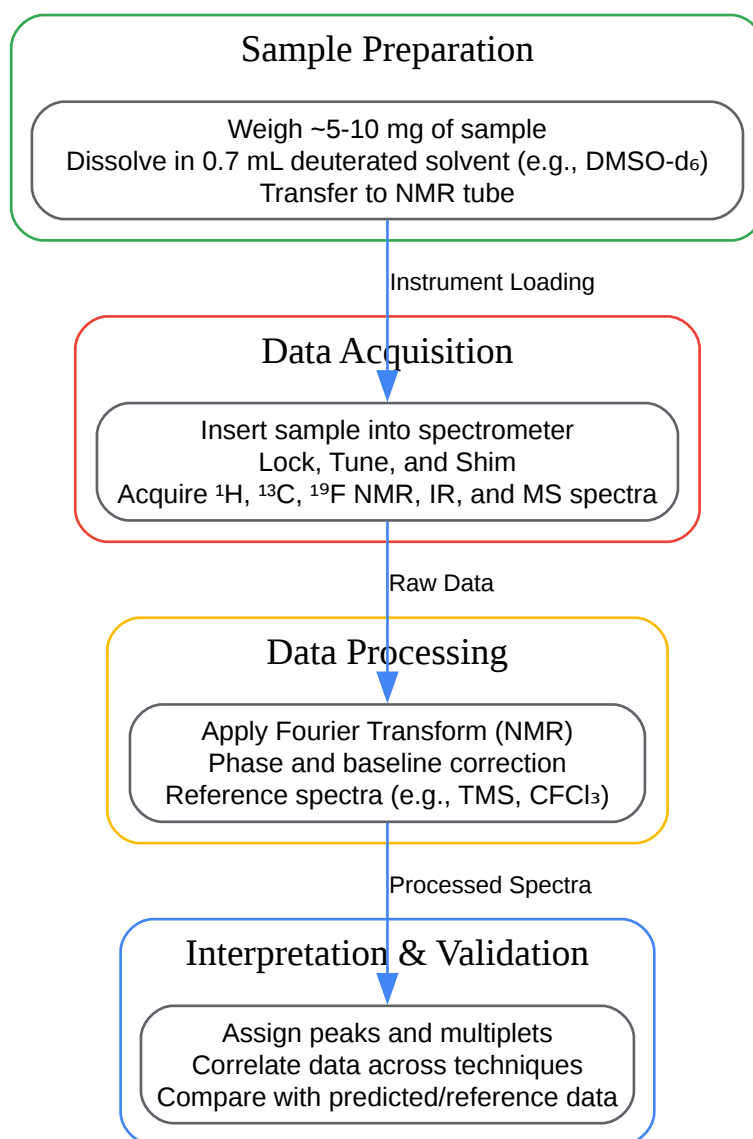 Sample Preparation
Weigh ~5-10 mg of sample
Dissolve in 0.7 mL deuterated solvent (e.g., DMSO-d₆)
Transfer to NMR tube
Instrument Loading
Data Acquisition
Insert sample into spectrometer
Lock, Tune, and Shim
Acquire ¹H, ¹³C, ¹⁹F NMR, IR, and MS spectra
Raw Data
Data Processing
Apply Fourier Transform (NMR)
Phase and baseline correction
Reference spectra (e.g., TMS, CFCl₃)
Processed Spectra
Interpretation & Validation
Assign peaks and multiplets
Correlate data across techniques
Compare with predicted/reference data